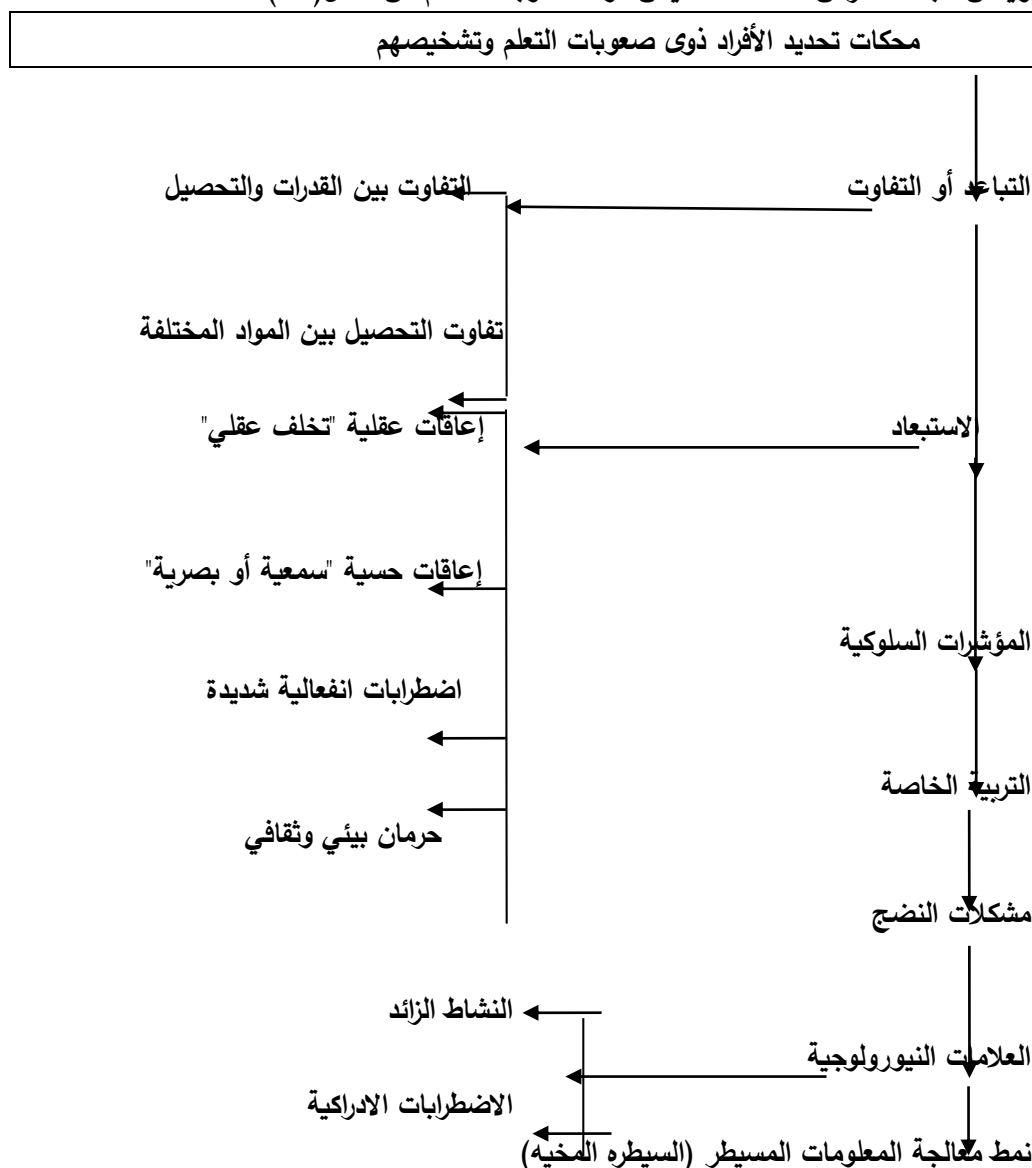 محكات تحديد الأفراد ذوى صعوبات التعلم وتشخيصهم
التباعد أو التفاوت
التفاوت بين القدرات والتحصيل
تفاوت التحصيل بين المواد المختلفة
الاستبعاد
إعاقات عقلية "تخلف عقلي"
إعاقات حسية "سمعية أو بصرية"
المؤشرات السلوكية
اضطرابات انفعالية شديدة
التربية الخاصة
حرمان بيئي وثقافي
مشكلات النضج
النشاط الزائد
العلامات النيورولوجية
الاضطرابات الادراكية
نمط معالجة المعلومات المسيطر (السيطره المخيه)